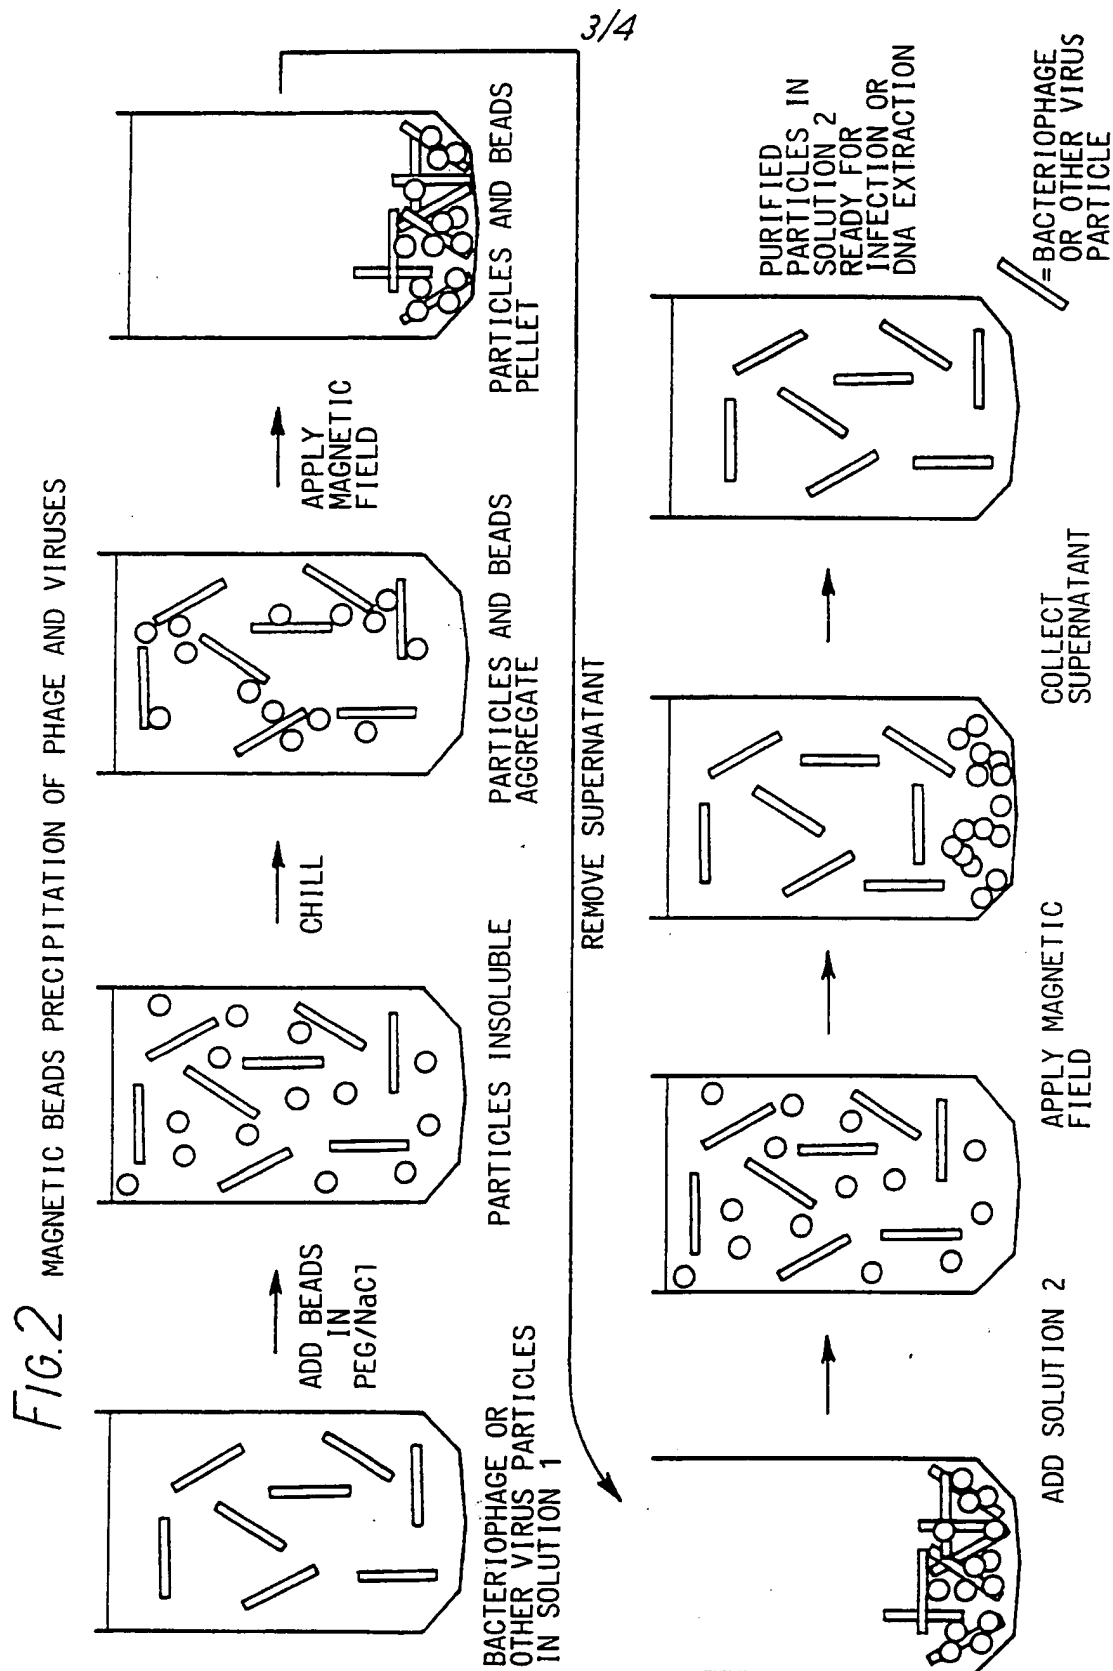 3/4
FIG.2 MAGNETIC BEADS PRECIPITATION OF PHAGE AND VIRUSES
BACTERIOPHAGE OR
OTHER VIRUS PARTICLES
IN SOLUTION 1
ADD BEADS
IN
PEG/NaCl
PARTICLES INSOLUBLE
CHILL
PARTICLES AND BEADS
AGGREGATE
APPLY
MAGNETIC
FIELD
PARTICLES AND BEADS
PELLET
REMOVE SUPERNATANT
ADD SOLUTION 2
APPLY MAGNETIC
FIELD
COLLECT
SUPERNATANT
PURIFIED
PARTICLES IN
SOLUTION 2
READY FOR
INFECTION OR
DNA EXTRACTION
=BACTERIOPHAGE
OR OTHER VIRUS
PARTICLE